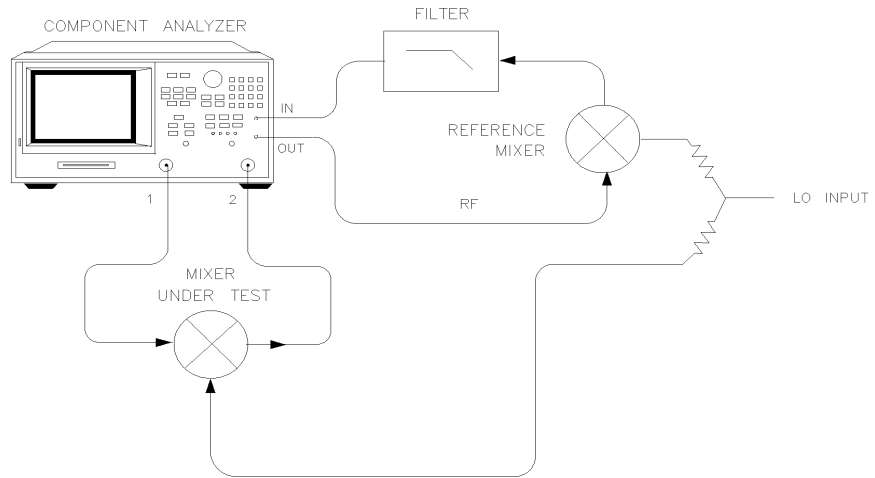 FILTER
COMPONENT ANALYZER
IN
OUT
REFERENCE
MIXER
RF
LO INPUT
1
2
MIXER
UNDER TEST